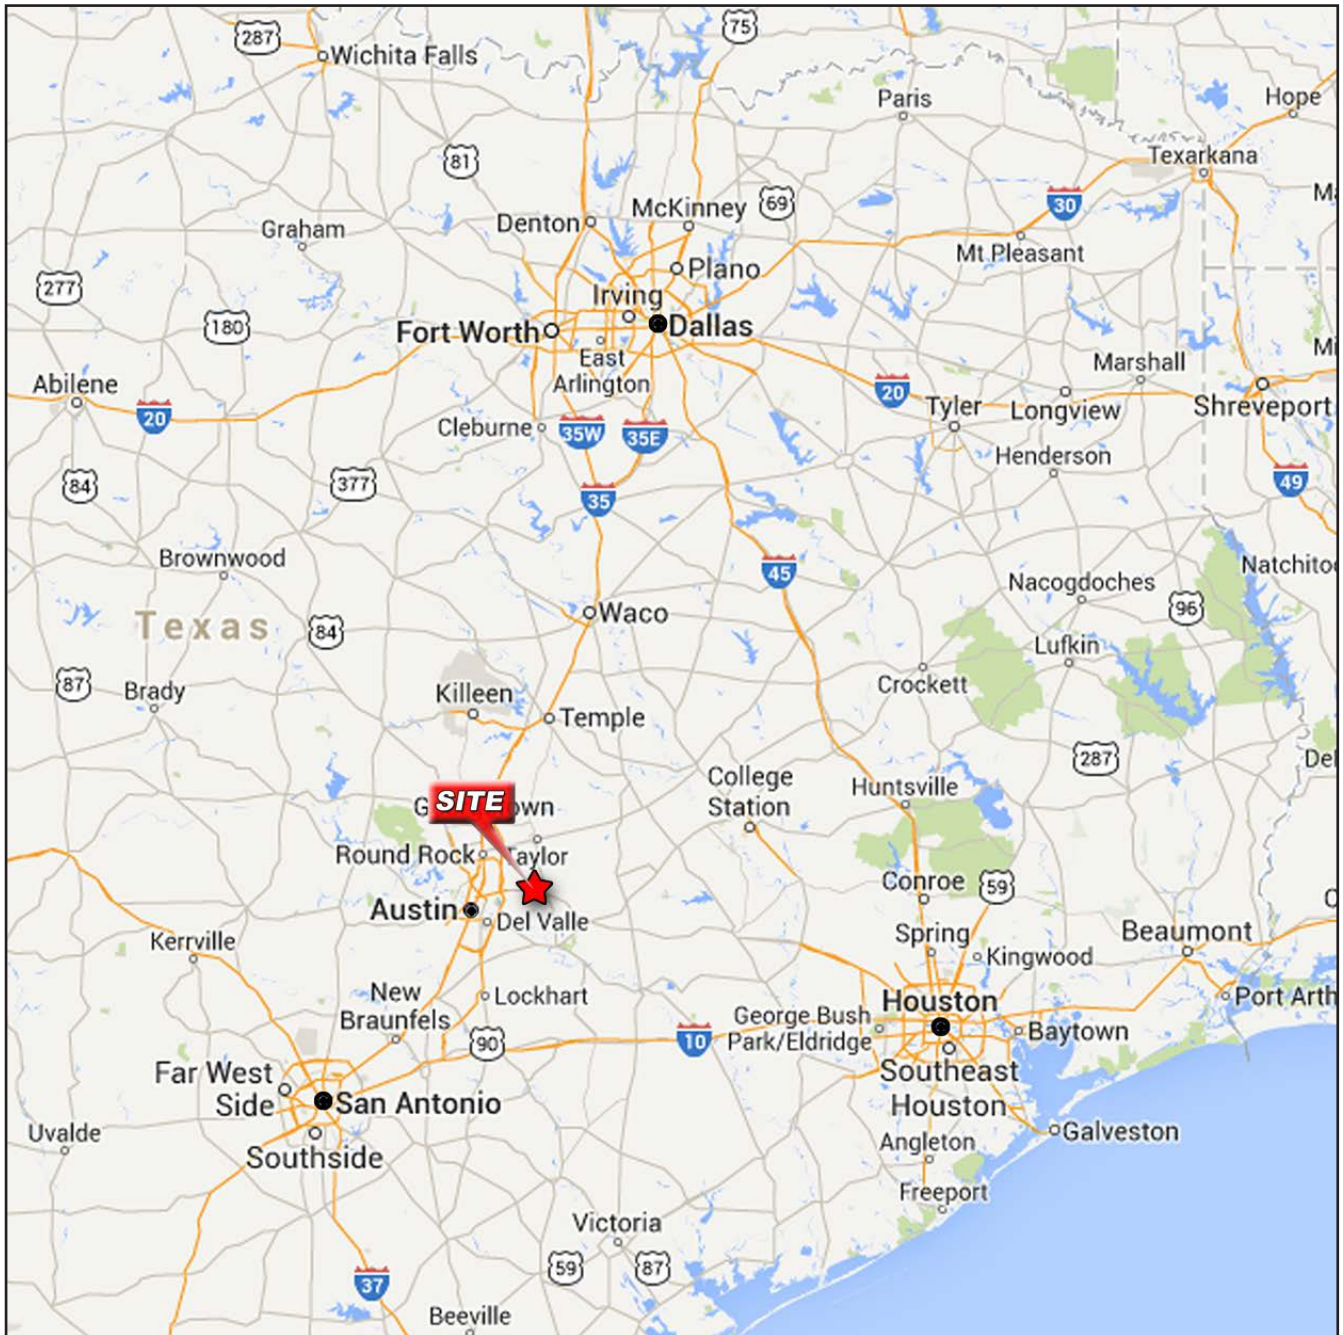 75
287
Wichita Falls
Paris
Hope
81
Texarkana
30
McKinney
69
Denton
Graham
Mt Pleasant
Plano
277
Irving
180
Fort Worth
Dallas
East
Arlington
Marshall
Abilene
20
20
Tyler
Longview
Shreveport
Cleburne
35W
35E
Henderson
84
377
35
49
Brownwood
45
Natchito
Nacogdoches
96
Waco
Texas
84
Lufkin
87
Brady
Killeen
Crockett
Temple
287
College
Station
Huntsville
SITE
own
Round Rock
Taylor
Conroe
59
Austin
Del Valle
Kerrville
Spring
Beaumont
Kingwood
New
Braunfels
Lockhart
Houston
Port Arth
George Bush
Park/Eldridge
Baytown
90
10
Far West
Side
Southeast
Houston
San Antonio
Uvalde
Galveston
Angleton
Southside
Freeport
Victoria
59
87
37
Beeville